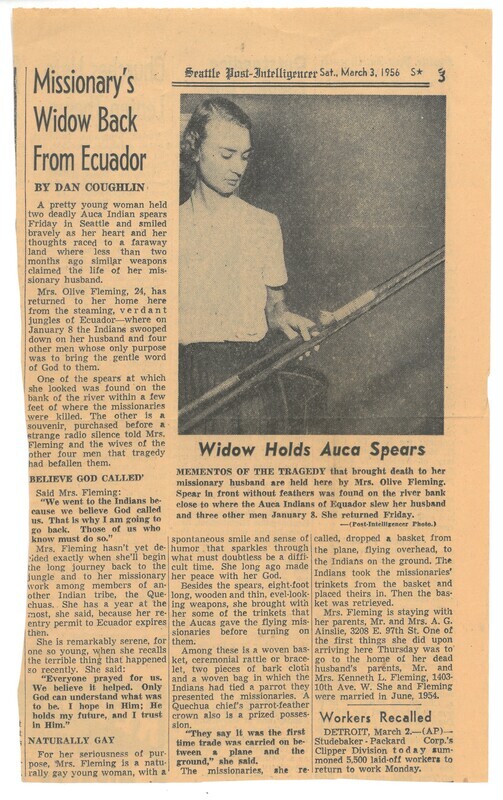 Seattle Post-Intelligencer Sat., March 3, 1956 S★ 3
Missionary's
Widow Back
From Ecuador
BY DAN COUGHLIN
A pretty young woman held
two deadly Auca Indian spears
Friday in Seattle and smiled
bravely as her heart and her
thoughts raced to a faraway
land where less than two
months ago similar weapons
claimed the life of her mis-
sionary husband.
Mrs. Olive Fleming, 24, has
returned to her home here
from the steaming, verdant
jungles of Ecuador—where on
January 8 the Indians swooped
down on her husband and four
other men whose only purpose
was to bring the gentle word
of God to them.
One of the spears at which
she looked was found on the
bank of the river within a few
feet of where the missionaries
were killed. The other is a
souvenir, purchased before a
strange radio silence told Mrs.
Fleming and the wives of the
other four men that tragedy
had befallen them.
BELIEVE GOD CALLED'
Said Mrs. Fleming:
"We went to the Indians be-
cause we believe God called
us. That is why I am going to
go back. Those of us who
know must do so."
Mrs. Fleming hasn't yet de-
cided exactly when she'll begin
the long journey back to the
jungle and to her missionary
work among members of an-
other Indian tribe, the Que-
chuas. She has a year at the
most, she said, because her re-
entry permit to Ecuador expires
then.
She is remarkably serene, for
one so young, when she recalls
the terrible thing that happened
so recently. She said:
"Everyone prayed for us.
We believe it helped. Only
God can understand what was
to be. I hope in Him; He
holds my future, and I trust
in Him."
NATURALLY GAY
For her seriousness of pur-
pose, Mrs. Fleming is a natu-
rally gay young woman, with a
Widow Holds Auca Spears
MEMENTOS OF THE TRAGEDY that brought death to her
missionary husband are held here by Mrs. Olive Fleming.
Spear in front without feathers was found on the river bank
close to where the Auca Indians of Ecuador slew her husband
and three other men January 8. She returned Friday.
—(Post-Intelligencer Photo.)
spontaneous smile and sense of
humor that sparkles through
what must doubtless be a diffi-
cult time. She long ago made
her peace with God.
Besides the spears, eight-foot
long, wooden and thin, evel-look-
ing weapons, she brought with
her some of the trinkets that
the Aucas gave the flying mis-
sionaries before turning on
them.
Among these is a woven bas-
ket, ceremonial rattle or brace-
let, two pieces of bark cloth
and a woven bag in which the
Indians had tied a parrot they
presented the missionaries. A
Quechua chief's parrot-feather
crown also is a prized posses-
sion.
"They say it was the first
time trade was carried on be-
tween a plane and the
ground," she said.
The missionaries, she re-
called, dropped a basket from
the plane, flying overhead, to
the Indians on the ground. The
Indians took the missionaries'
trinkets from the basket and
placed theirs in. Then the bas-
ket was retrieved.
Mrs. Fleming is staying with
her parents, Mr. and Mrs. A. G.
Ainslie, 3208 E. 97th St. One of
the first things she did upon
arriving here Thursday was to
go to the home of her dead
husband's parents, Mr. and
Mrs. Kenneth L. Fleming, 1403-
10th Ave. W. She and Fleming
were married in June, 1954.
Workers Recalled
DETROIT, March 2.—(AP)—
Studebaker-Packard Corp.'s
Clipper Division today sum-
moned 5,500 laid-off workers to
return to work Monday.